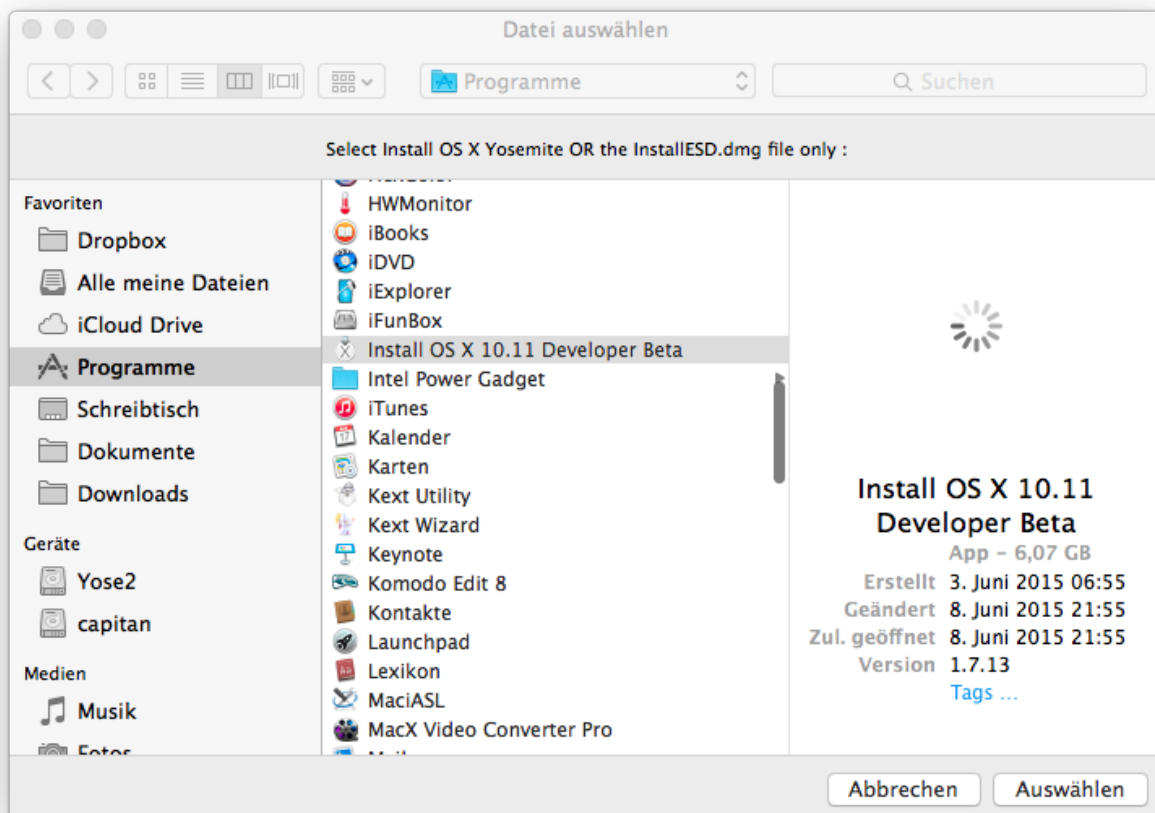 Datei auswählen
Programme
Suchen
Select Install OS X Yosemite OR the InstallESD.dmg file only :
Favoriten
Dropbox
Alle meine Dateien
iCloud Drive
Programme
Schreibtisch
Dokumente
Downloads
Geräte
Yose2
capitan
Medien
Musik
Fotos
HWMonitor
iBooks
iDVD
iExplorer
iFunBox
Install OS X 10.11 Developer Beta
Intel Power Gadget
iTunes
Kalender
Karten
Kext Utility
Kext Wizard
Keynote
Komodo Edit 8
Kontakte
Launchpad
Lexikon
MaciASL
MacX Video Converter Pro
Install OS X 10.11
Developer Beta
App – 6,07 GB
Erstellt 3. Juni 2015 06:55
Geändert 8. Juni 2015 21:55
Zul. geöffnet 8. Juni 2015 21:55
Version 1.7.13
Tags ...
Abbrechen
Auswählen